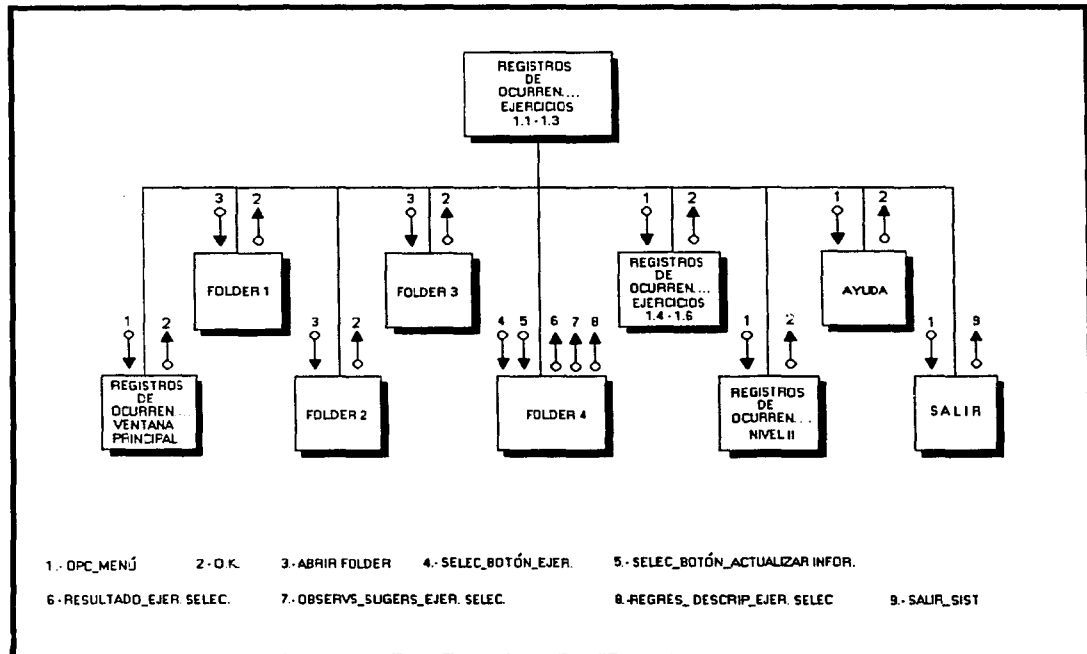 REGISTROS
DE
OCURREN....
EJERCICIOS
1.1 - 1.3
3 2 3 2 1 2 1 2
FOLDER 1
FOLDER 3
REGISTROS
DE
OCURREN....
EJERCICIOS
1.4 - 1.6
AYUDA
1 2 3 2 4 5 6 7 8 1 2 1 9
REGISTROS
DE
OCURREN....
VENTANA
PRINCIPAL
FOLDER 2
FOLDER 4
REGISTROS
DE
OCURREN....
NIVEL II
SALIR
1.- OPC_MENÚ 2 - O.K. 3.- ABRIR FOLDER 4.- SELEC_BOTÓN_EJER. 5.- SELEC_BOTÓN_ACTUALIZAR INFOR.
6 -RESULTADO_EJER. SELEC. 7.- OBSERVS_SUGERS_EJER. SELEC. 8.-REGRES_ DESCRIP_EJER. SELEC 9.- SALIR_SIST